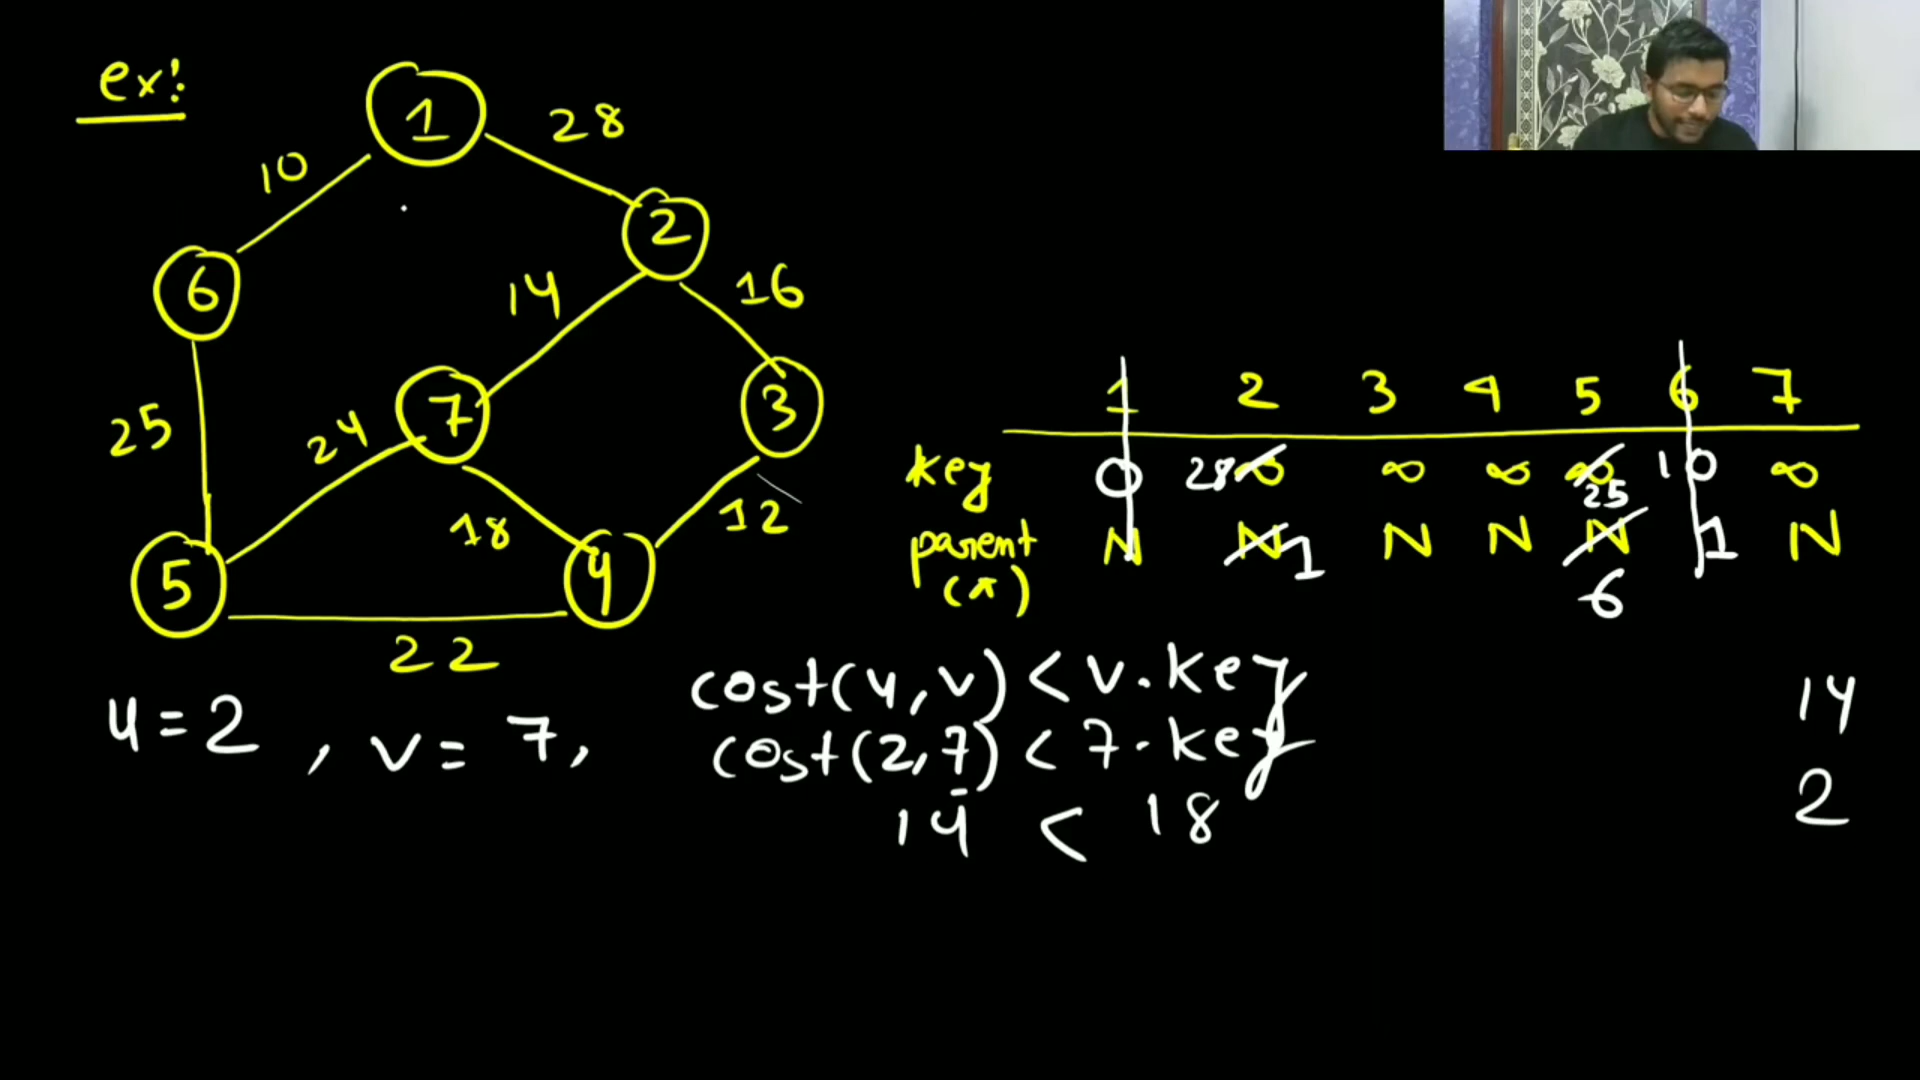 ex:
1
28
10
2
6
14
16
7
3
25
24
18
12
5
4
22
1 2 3 4 5 6 7
key 0 28 ∞ ∞ ∞ ∞ 25 10 ∞
parent N N 1 N N N 6 1 N
(π)
u = 2 , v = 7,
cost(u, v) < v.key
cost(2, 7) < 7.key
14 < 18
14
2